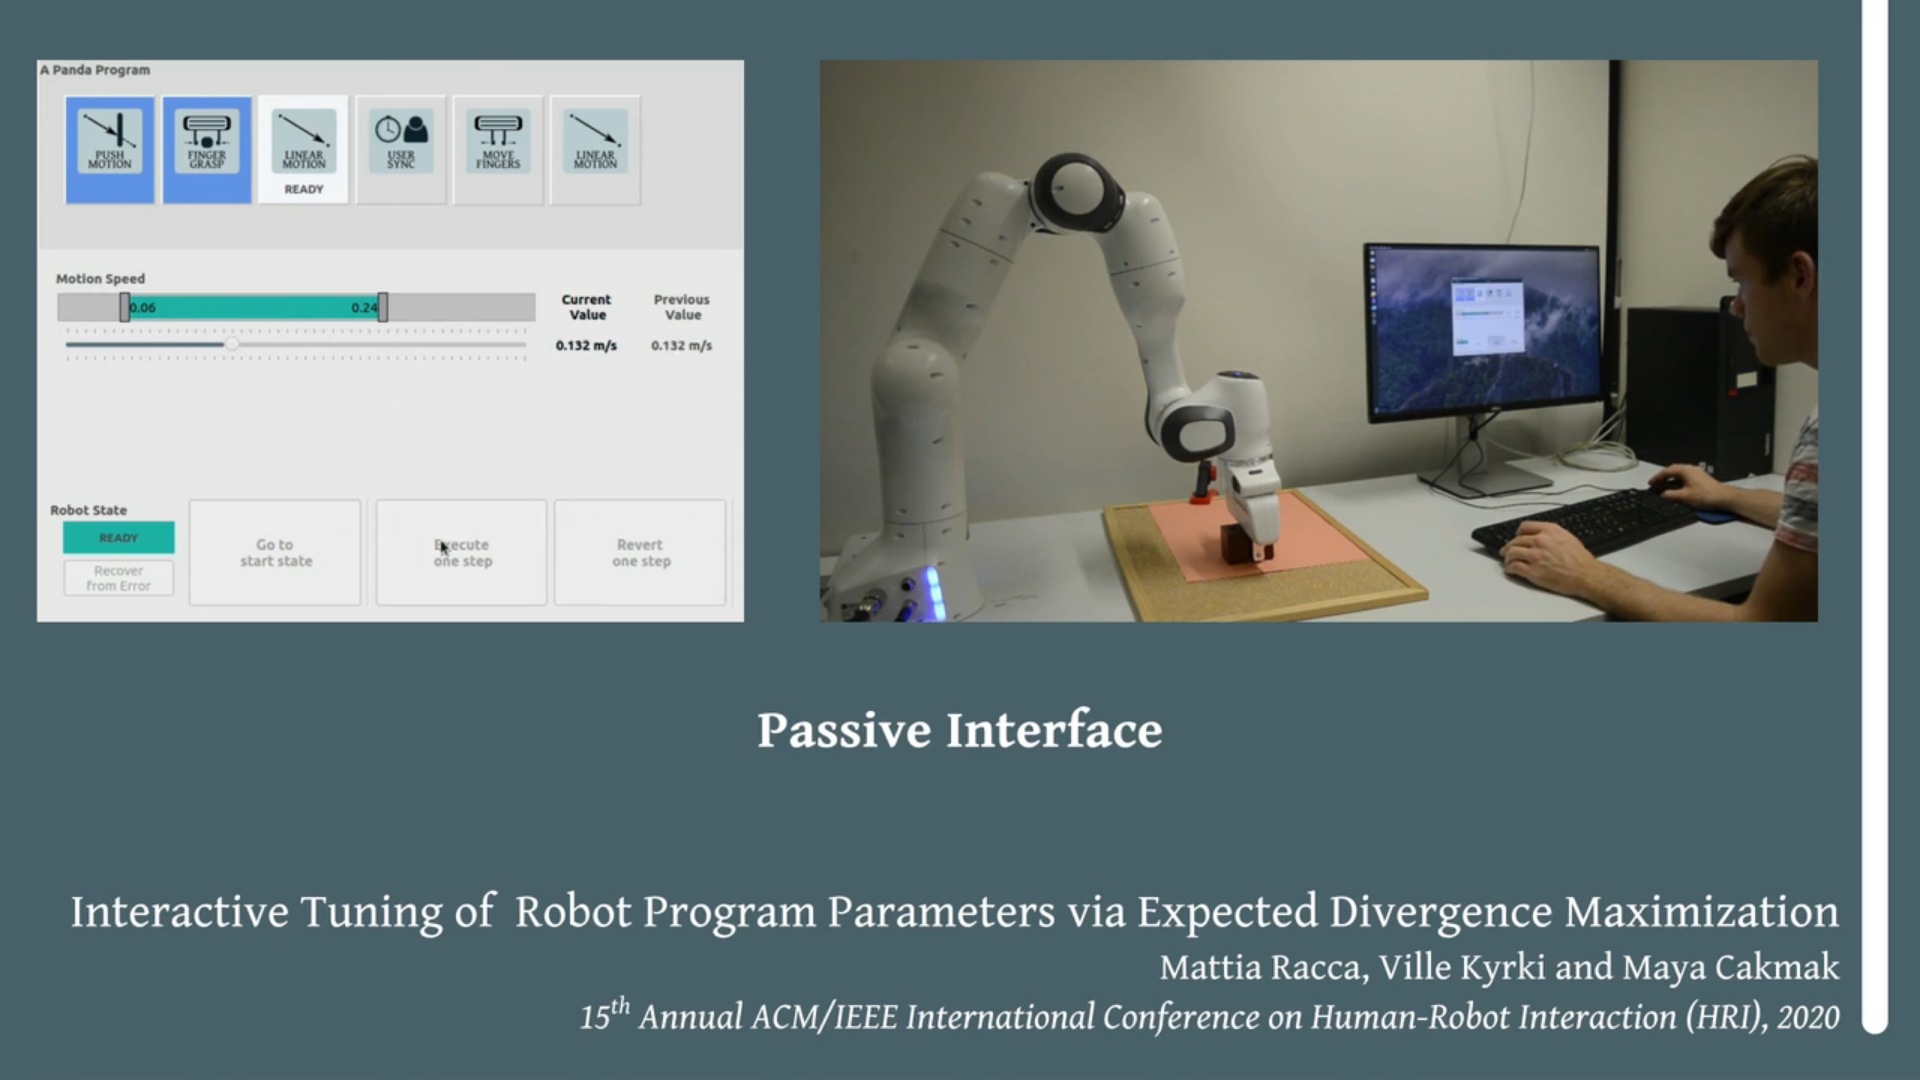 A Panda Program
PUSH
MOTION
FINGER
GRASP
LINEAR
MOTION
READY
USER
SYNC
MOVE
FINGERS
LINEAR
MOTION
Motion Speed
0.06
0.24
Current
Value
Previous
Value
0.132 m/s
0.132 m/s
Robot State
READY
Recover
from Error
Go to
start state
Execute
one step
Revert
one step
Passive Interface
Interactive Tuning of Robot Program Parameters via Expected Divergence Maximization
Mattia Racca, Ville Kyrki and Maya Cakmak
15th Annual ACM/IEEE International Conference on Human-Robot Interaction (HRI), 2020